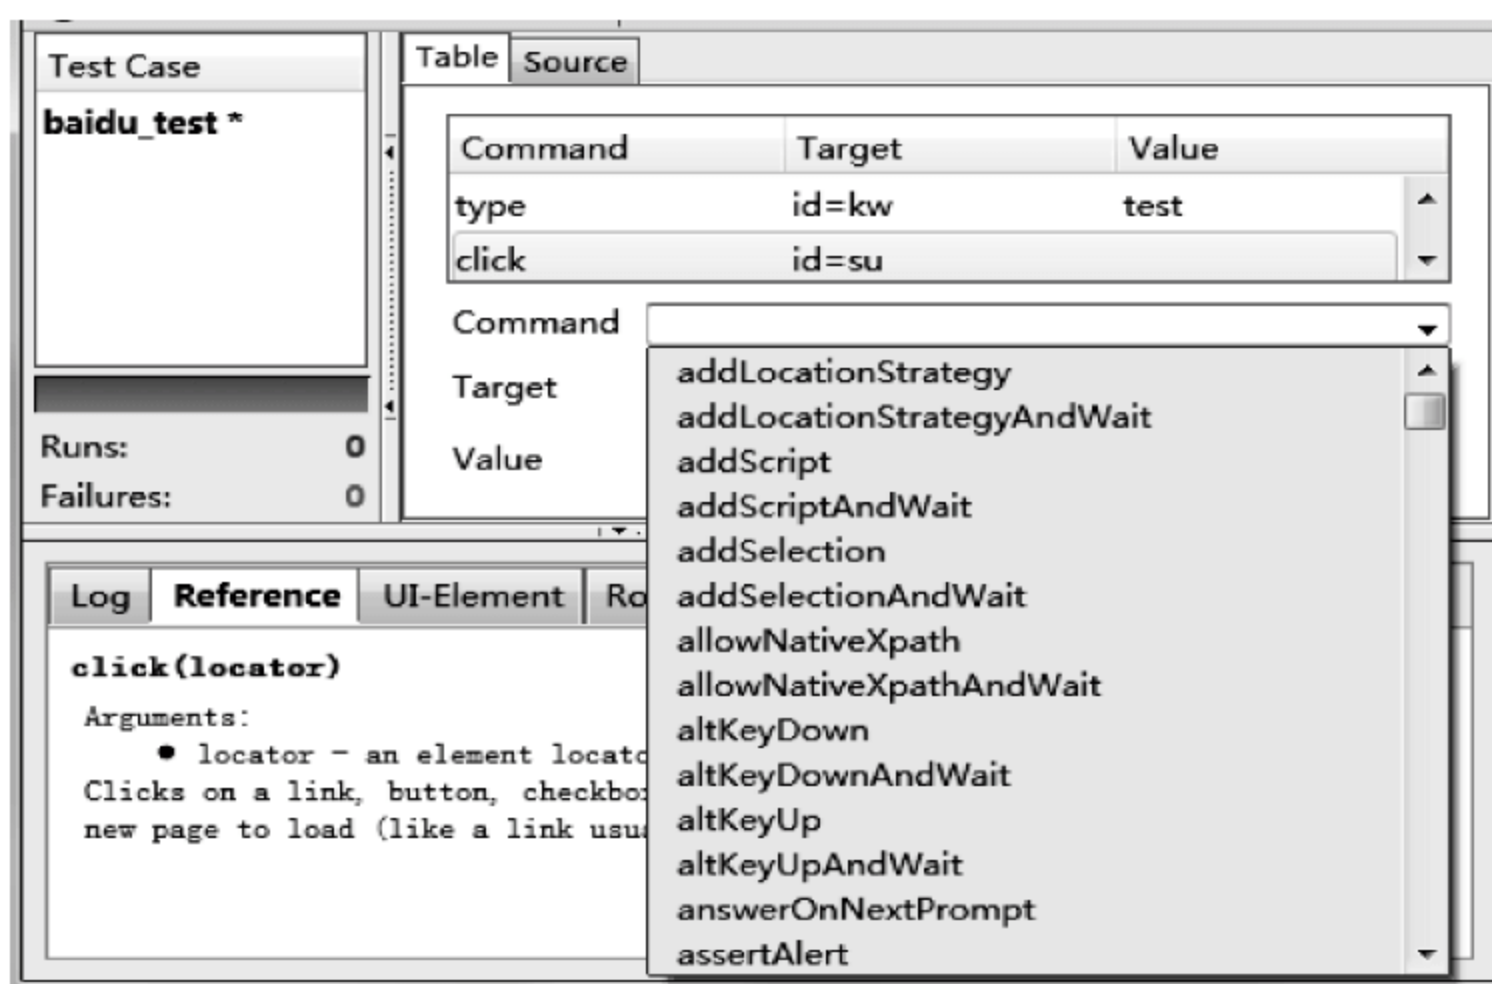 Test Case
baidu_test *
Runs: 0
Failures: 0
Table Source
Command Target Value
type id=kw test
click id=su
Command
Target
Value
addLocationStrategy
addLocationStrategyAndWait
addScript
addScriptAndWait
addSelection
addSelectionAndWait
allowNativeXpath
allowNativeXpathAndWait
altKeyDown
altKeyDownAndWait
altKeyUp
altKeyUpAndWait
answerOnNextPrompt
assertAlert
Log Reference UI-Element Ro
click(locator)
Arguments:
● locator - an element locato
Clicks on a link, button, checkbo
new page to load (like a link usu